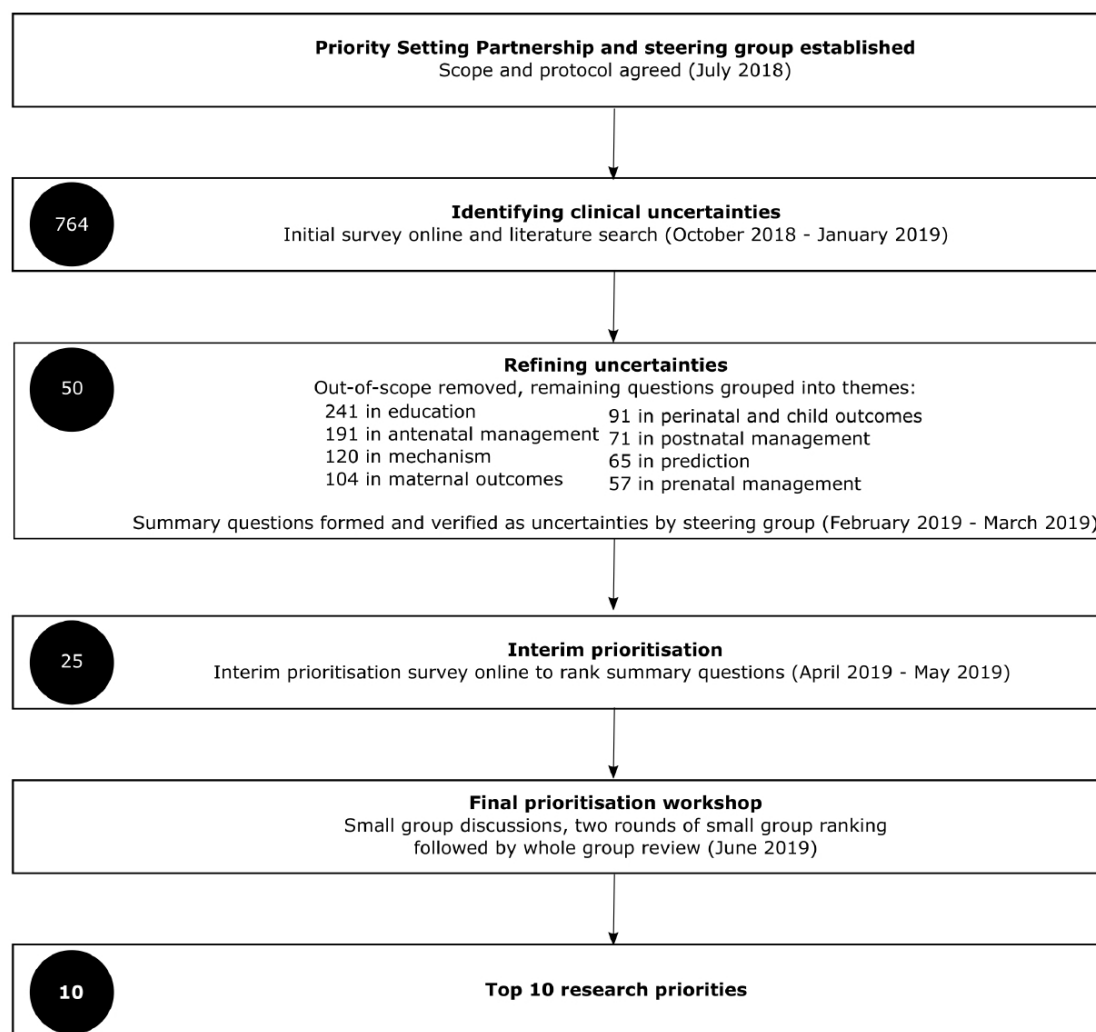 Priority Setting Partnership and steering group established
Scope and protocol agreed (July 2018)
764
Identifying clinical uncertainties
Initial survey online and literature search (October 2018 - January 2019)
50
Refining uncertainties
Out-of-scope removed, remaining questions grouped into themes:
241 in education
191 in antenatal management
120 in mechanism
104 in maternal outcomes
91 in perinatal and child outcomes
71 in postnatal management
65 in prediction
57 in prenatal management
Summary questions formed and verified as uncertainties by steering group (February 2019 - March 2019)
25
Interim prioritisation
Interim prioritisation survey online to rank summary questions (April 2019 - May 2019)
Final prioritisation workshop
Small group discussions, two rounds of small group ranking
followed by whole group review (June 2019)
10
Top 10 research priorities